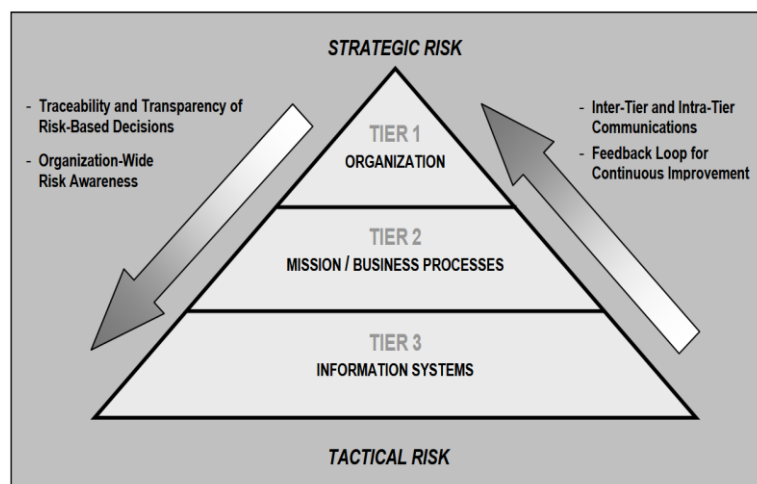 STRATEGIC RISK
- Traceability and Transparency of
Risk-Based Decisions
- Organization-Wide
Risk Awareness
- Inter-Tier and Intra-Tier
Communications
- Feedback Loop for
Continuous Improvement
TIER 1
ORGANIZATION
TIER 2
MISSION / BUSINESS PROCESSES
TIER 3
INFORMATION SYSTEMS
TACTICAL RISK